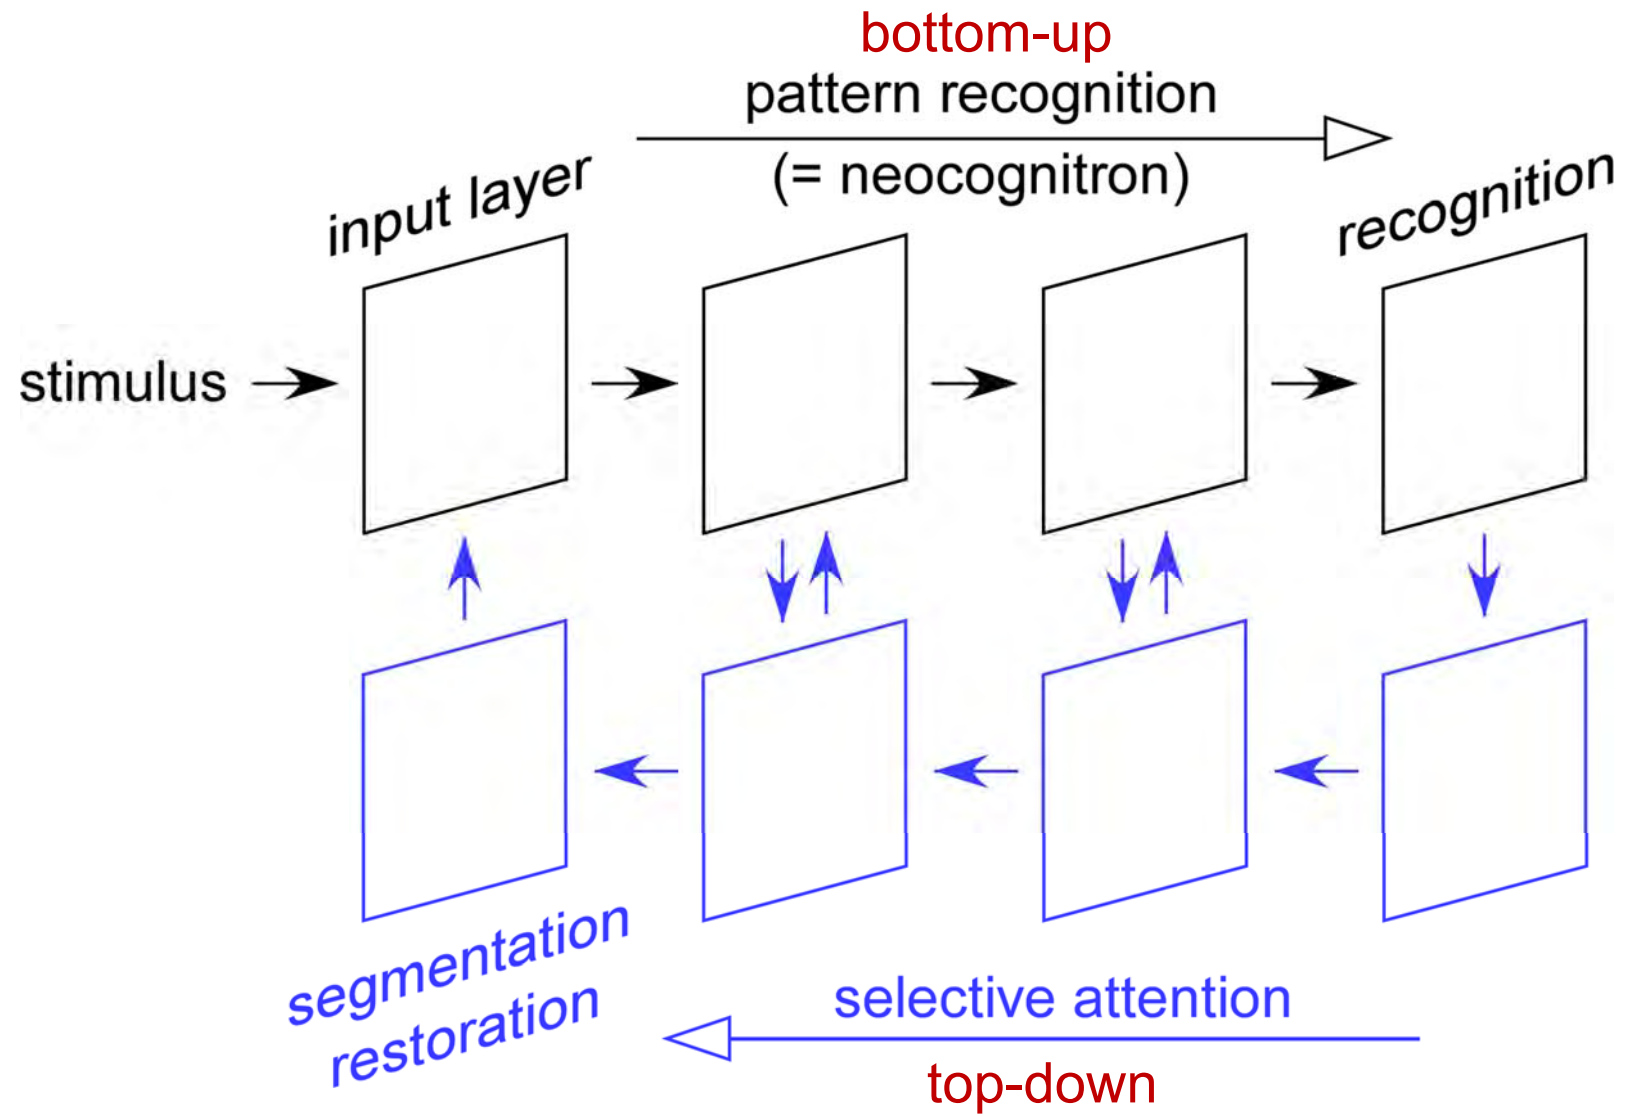 bottom-up
pattern recognition
(= neocognitron)
input layer
recognition
stimulus
segmentation
restoration
selective attention
top-down